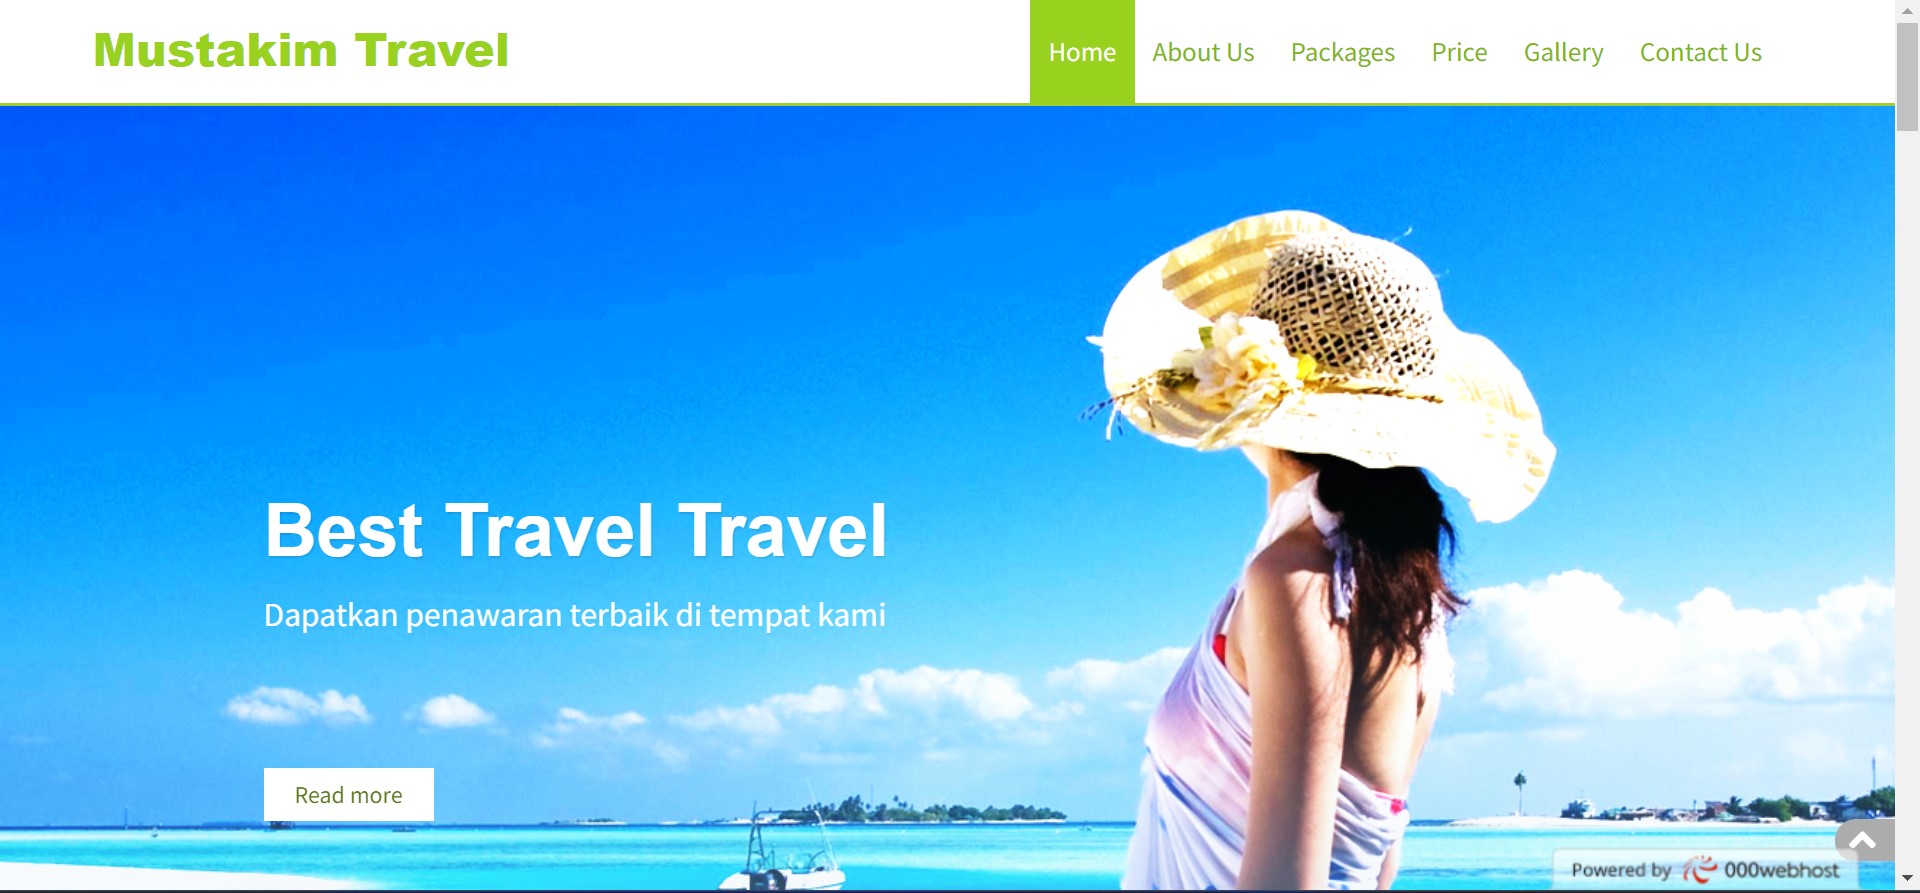 Mustakim Travel
Home About Us Packages Price Gallery Contact Us
Best Travel Travel
Dapatkan penawaran terbaik di tempat kami
Read more
Powered by 000webhost